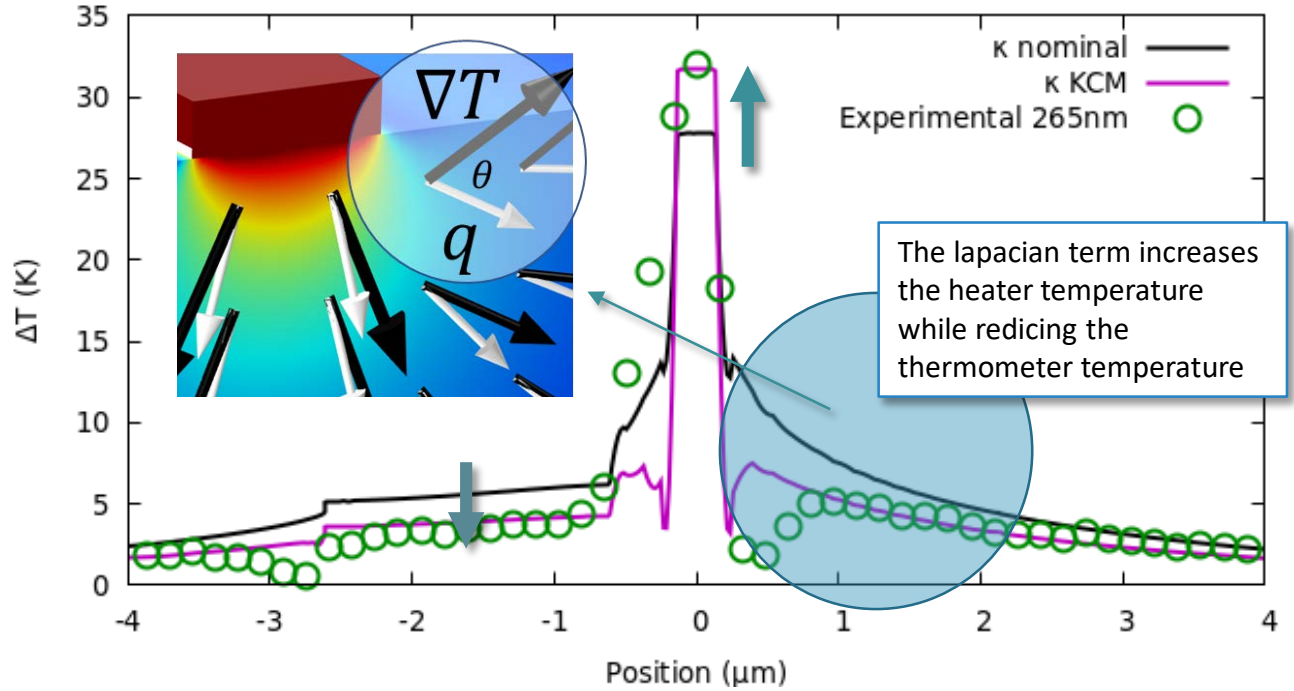 35
30
25
20
15
10
5
0
ΔT (K)
κ nominal
κ KCM
Experimental 265nm
∇T
θ
q
The lapacian term increases
the heater temperature
while redicing the
thermometer temperature
-4 -3 -2 -1 0 1 2 3 4
Position (μm)